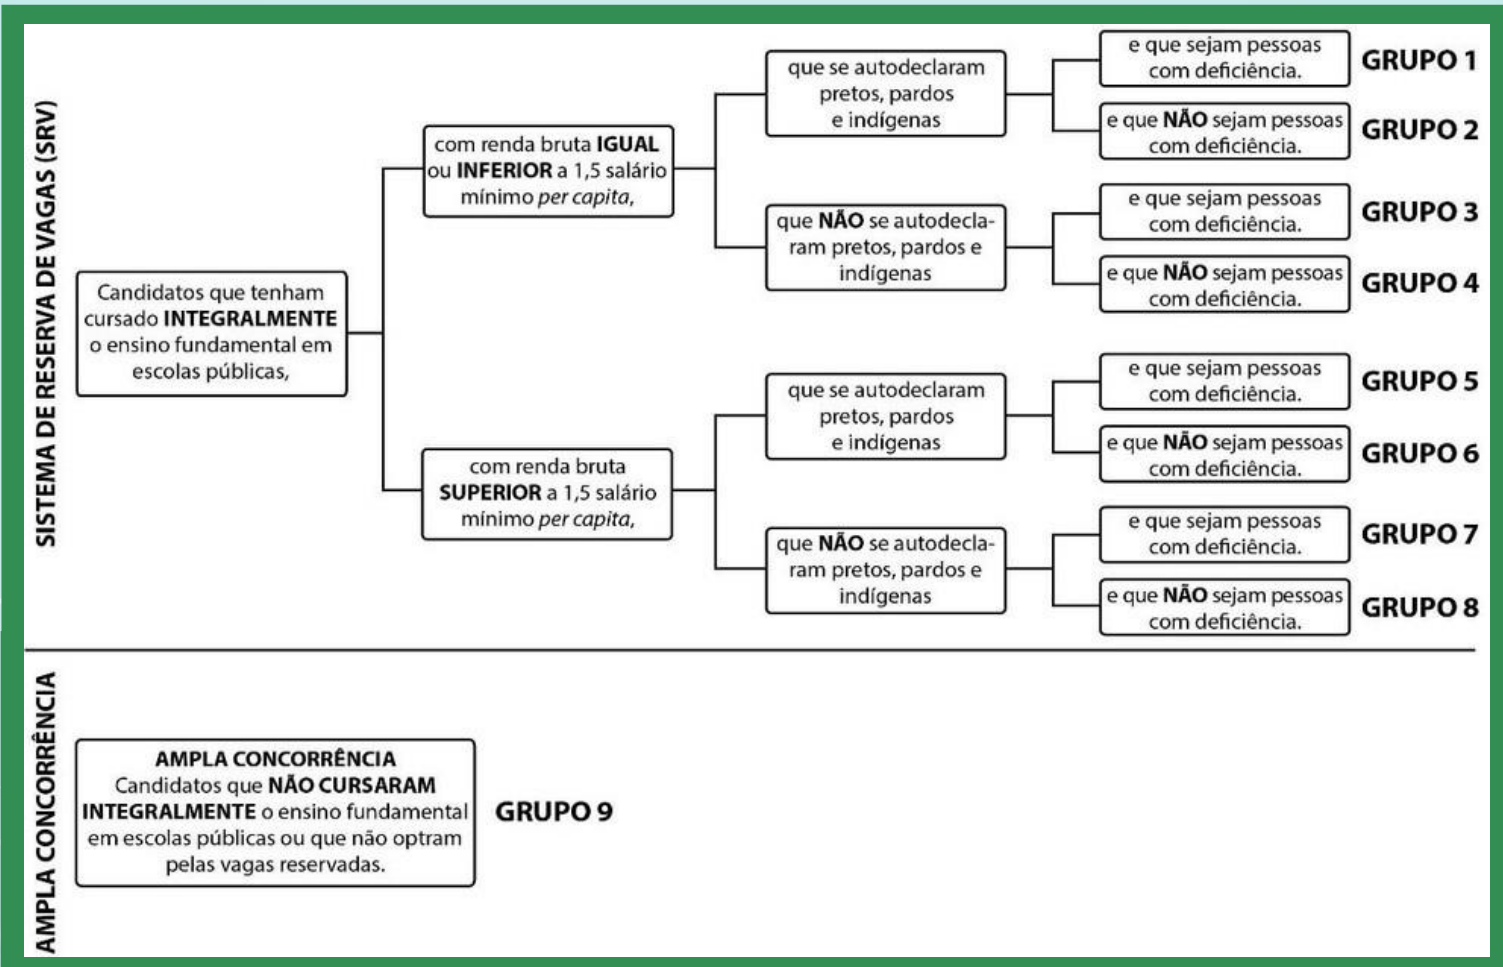 SISTEMA DE RESERVA DE VAGAS (SRV)
Candidatos que tenham
cursado INTEGRALMENTE
o ensino fundamental em
escolas públicas,
com renda bruta IGUAL
ou INFERIOR a 1,5 salário
mínimo per capita,
que se autodeclaram
pretos, pardos
e indígenas
e que sejam pessoas
com deficiência.
GRUPO 1
e que NÃO sejam pessoas
com deficiência.
GRUPO 2
que NÃO se autodecla-
ram pretos, pardos e
indígenas
e que sejam pessoas
com deficiência.
GRUPO 3
e que NÃO sejam pessoas
com deficiência.
GRUPO 4
com renda bruta
SUPERIOR a 1,5 salário
mínimo per capita,
que se autodeclaram
pretos, pardos
e indígenas
e que sejam pessoas
com deficiência.
GRUPO 5
e que NÃO sejam pessoas
com deficiência.
GRUPO 6
que NÃO se autodecla-
ram pretos, pardos e
indígenas
e que sejam pessoas
com deficiência.
GRUPO 7
e que NÃO sejam pessoas
com deficiência.
GRUPO 8
AMPLA CONCORRÊNCIA
AMPLA CONCORRÊNCIA
Candidatos que NÃO CURSARAM
INTEGRALMENTE o ensino fundamental
em escolas públicas ou que não optram
pelas vagas reservadas.
GRUPO 9